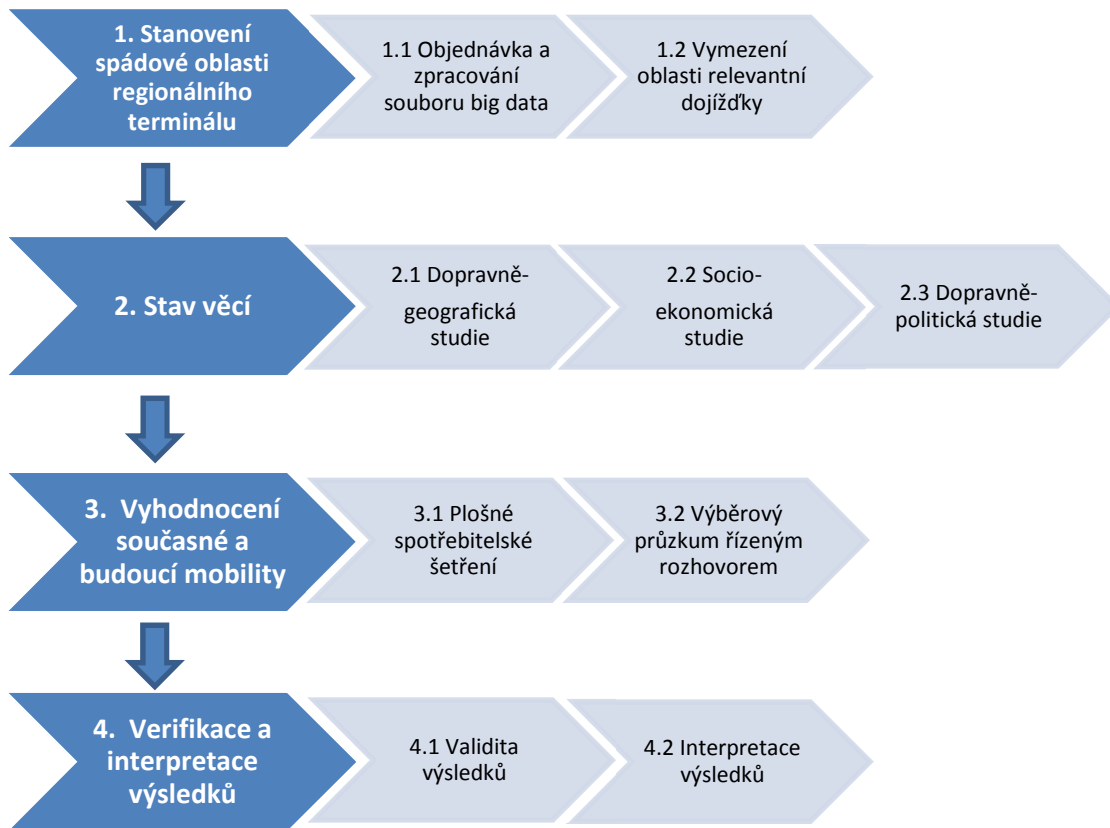 1. Stanovení
spádové oblasti
regionálního
terminálu
1.1 Objednávka a
zpracování
souboru big data
1.2 Vymezení
oblasti relevantní
dojížďky
2. Stav věcí
2.1 Dopravně-
geografická
studie
2.2 Socio-
ekonomická
studie
2.3 Dopravně-
politická studie
3. Vyhodnocení
současné a
budoucí mobility
3.1 Plošné
spotřebitelské
šetření
3.2 Výběrový
průzkum řízeným
rozhovorem
4. Verifikace a
interpretace
výsledků
4.1 Validita
výsledků
4.2 Interpretace
výsledků